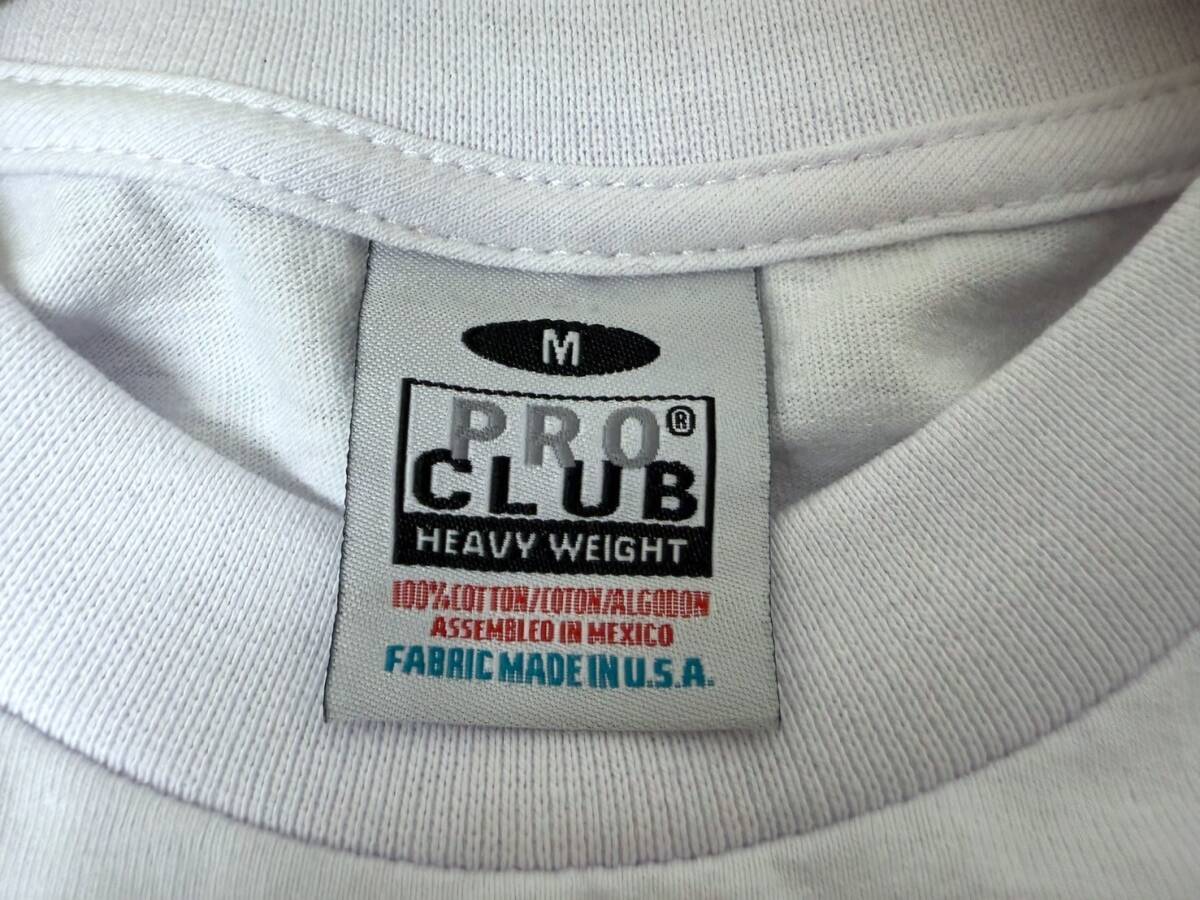 M
PRO®
CLUB
HEAVY WEIGHT
100% COTTON/COTON/ALGODON
ASSEMBLED IN MEXICO
FABRIC MADE IN U.S.A.